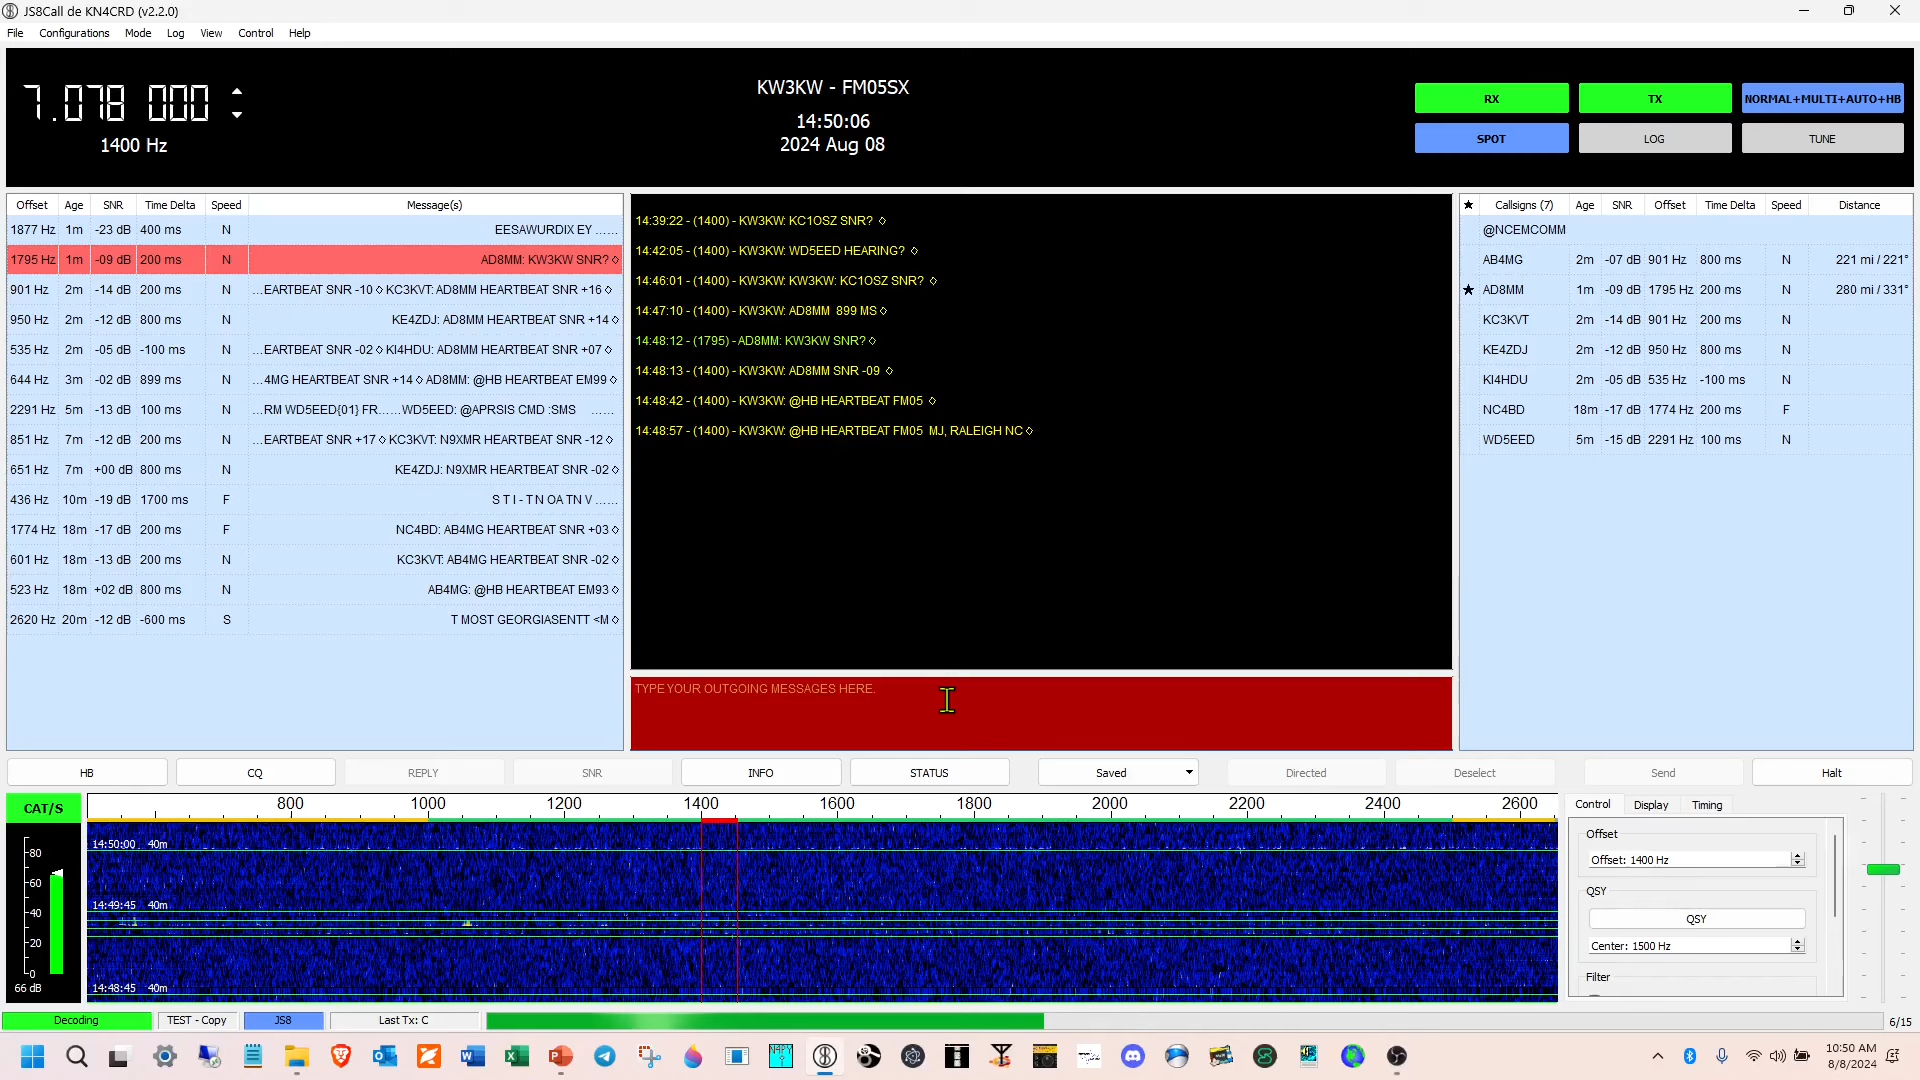 JS8Call de KN4CRD (v2.2.0)
File Configurations Mode Log View Control Help
7.078 000
1400 Hz
KW3KW - FM05SX
14:50:06
2024 Aug 08
RX TX NORMAL+MULTI+AUTO+HB
SPOT LOG TUNE
Offset Age SNR Time Delta Speed Message(s)
1877 Hz 1m -23 dB 400 ms N EESAWURDIX EY ......
1795 Hz 1m -09 dB 200 ms N AD8MM: KW3KW SNR? ◇
901 Hz 2m -14 dB 200 ms N ...EARTBEAT SNR -10 ◇ KC3KVT: AD8MM HEARTBEAT SNR +16 ◇
950 Hz 2m -12 dB 800 ms N KE4ZDJ: AD8MM HEARTBEAT SNR +14 ◇
535 Hz 2m -05 dB -100 ms N ...EARTBEAT SNR -02 ◇ KI4HDU: AD8MM HEARTBEAT SNR +07 ◇
644 Hz 3m -02 dB 899 ms N ...4MG HEARTBEAT SNR +14 ◇ AD8MM: @HB HEARTBEAT EM99 ◇
2291 Hz 5m -13 dB 100 ms N ...RM WD5EED{01} FR......WD5EED: @APRSIS CMD :SMS ......
851 Hz 7m -12 dB 200 ms N ...EARTBEAT SNR +17 ◇ KC3KVT: N9XMR HEARTBEAT SNR -12 ◇
651 Hz 7m +00 dB 800 ms N KE4ZDJ: N9XMR HEARTBEAT SNR -02 ◇
436 Hz 10m -19 dB 1700 ms F S T I - T N OA TN V ......
1774 Hz 18m -17 dB 200 ms F NC4BD: AB4MG HEARTBEAT SNR +03 ◇
601 Hz 18m -13 dB 200 ms N KC3KVT: AB4MG HEARTBEAT SNR -02 ◇
523 Hz 18m +02 dB 800 ms N AB4MG: @HB HEARTBEAT EM93 ◇
2620 Hz 20m -12 dB -600 ms S T MOST GEORGIASENTT <M ◇
14:39:22 - (1400) - KW3KW: KC1OSZ SNR? ◇
14:42:05 - (1400) - KW3KW: WD5EED HEARING? ◇
14:46:01 - (1400) - KW3KW: KW3KW: KC1OSZ SNR? ◇
14:47:10 - (1400) - KW3KW: AD8MM 899 MS ◇
14:48:12 - (1795) - AD8MM: KW3KW SNR? ◇
14:48:13 - (1400) - KW3KW: AD8MM SNR -09 ◇
14:48:42 - (1400) - KW3KW: @HB HEARTBEAT FM05 ◇
14:48:57 - (1400) - KW3KW: @HB HEARTBEAT FM05 MJ, RALEIGH NC ◇
TYPE YOUR OUTGOING MESSAGES HERE.
★ Callsigns (7) Age SNR Offset Time Delta Speed Distance
@NCEMCOMM
AB4MG 2m -07 dB 901 Hz 800 ms N 221 mi / 221°
★ AD8MM 1m -09 dB 1795 Hz 200 ms N 280 mi / 331°
KC3KVT 2m -14 dB 901 Hz 200 ms N
KE4ZDJ 2m -12 dB 950 Hz 800 ms N
KI4HDU 2m -05 dB 535 Hz -100 ms N
NC4BD 18m -17 dB 1774 Hz 200 ms F
WD5EED 5m -15 dB 2291 Hz 100 ms N
HB CQ REPLY SNR INFO STATUS Saved Directed Deselect Send Halt
CAT/S
80
60
40
20
0
66 dB
800 1000 1200 1400 1600 1800 2000 2200 2400 2600
14:50:00 40m
14:49:45 40m
14:48:45 40m
Control Display Timing
Offset
Offset: 1400 Hz
QSY
QSY
Center: 1500 Hz
Filter
Decoding TEST - Copy JS8 Last Tx: C 6/15
N4PY
10:50 AM
8/8/2024